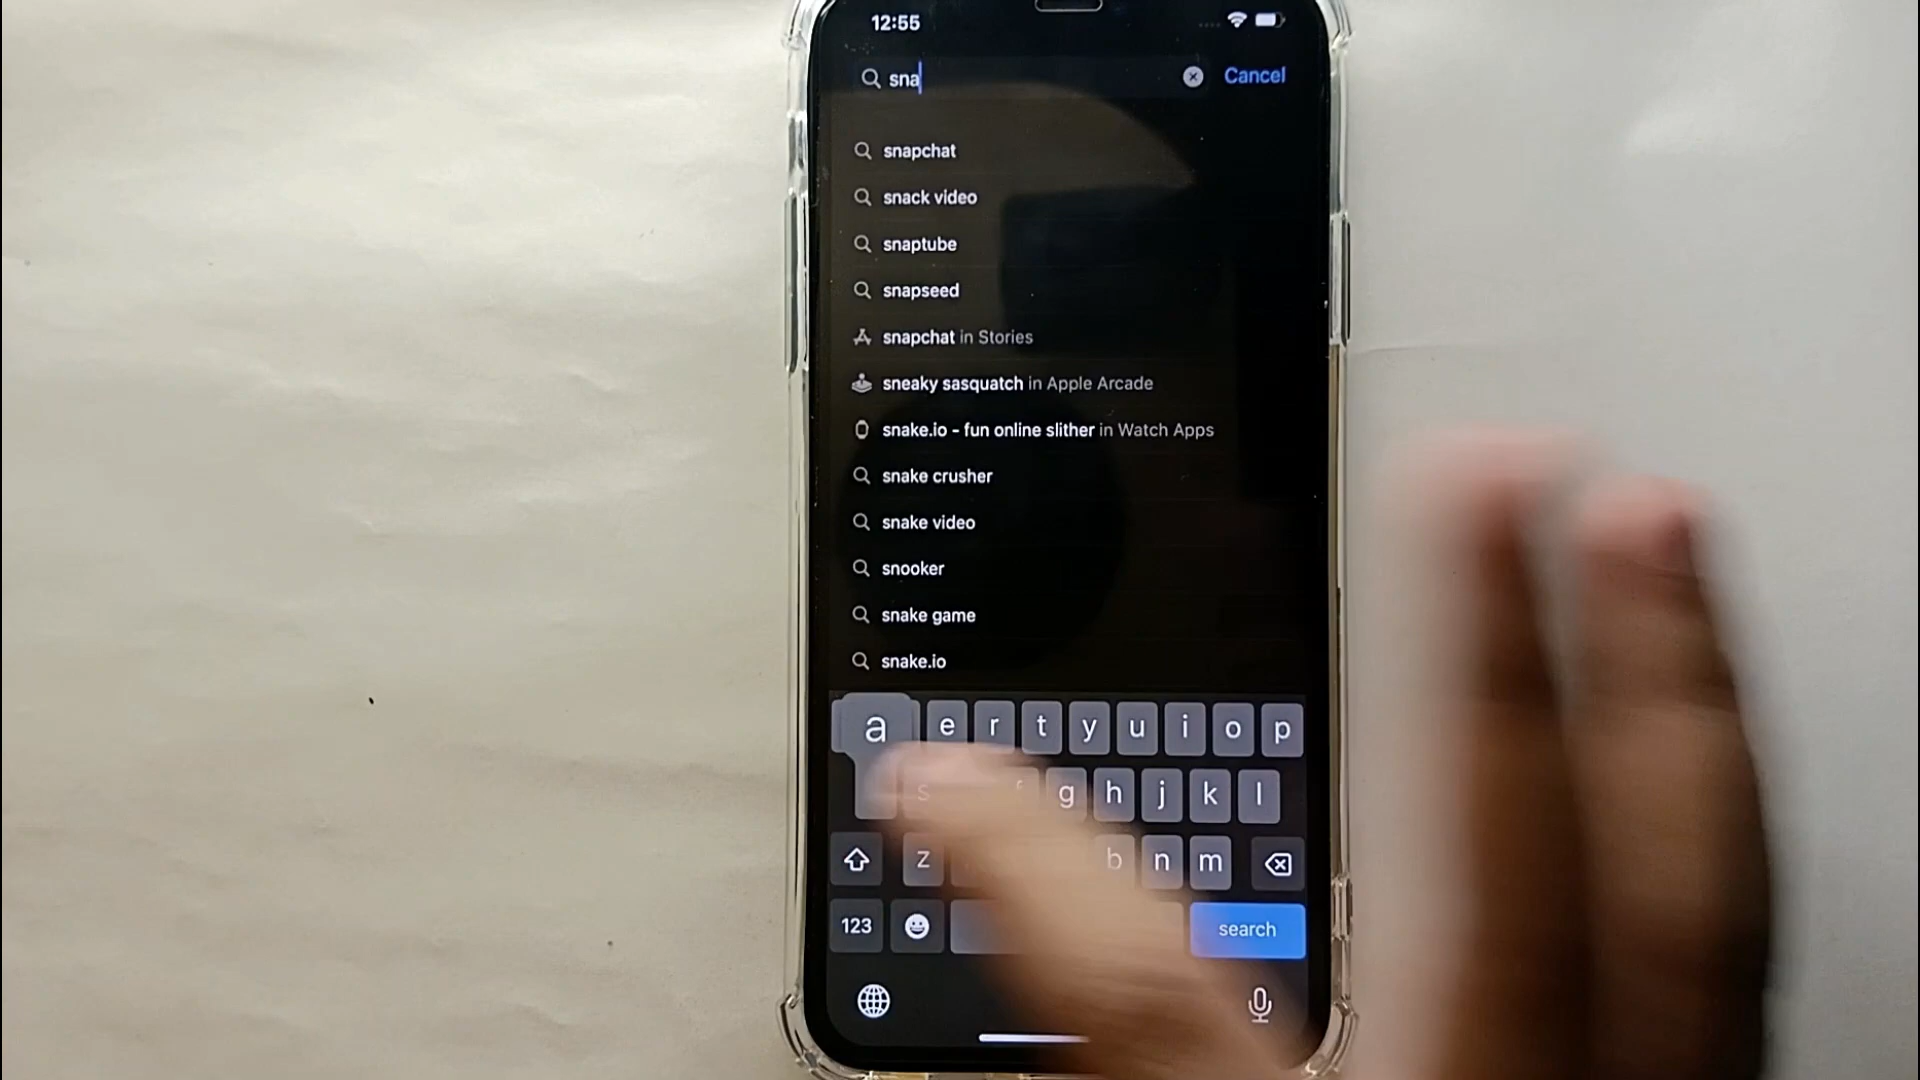 12:55
sna
Cancel
snapchat
snack video
snaptube
snapseed
snapchat in Stories
sneaky sasquatch in Apple Arcade
snake.io - fun online slither in Watch Apps
snake crusher
snake video
snooker
snake game
snake.io
a e r t y u i o p
s f g h j k l
z b n m
123 search